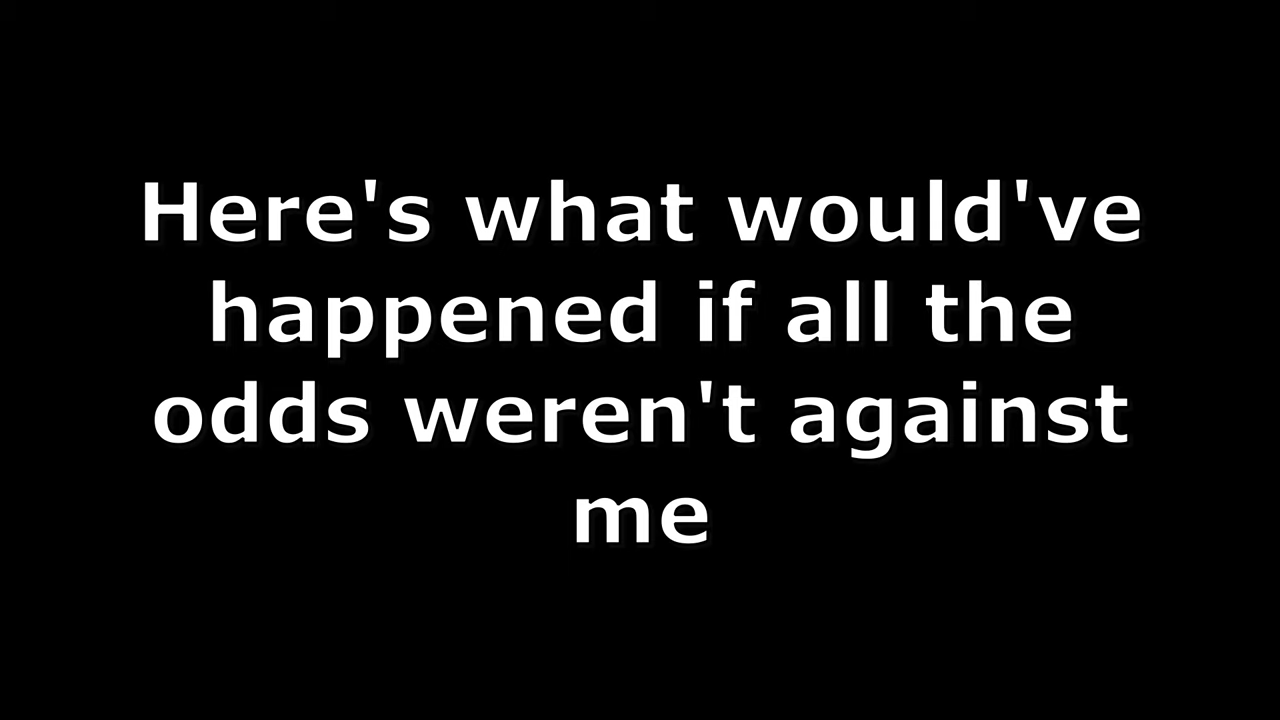 Here's what would've
happened if all the
odds weren't against
me